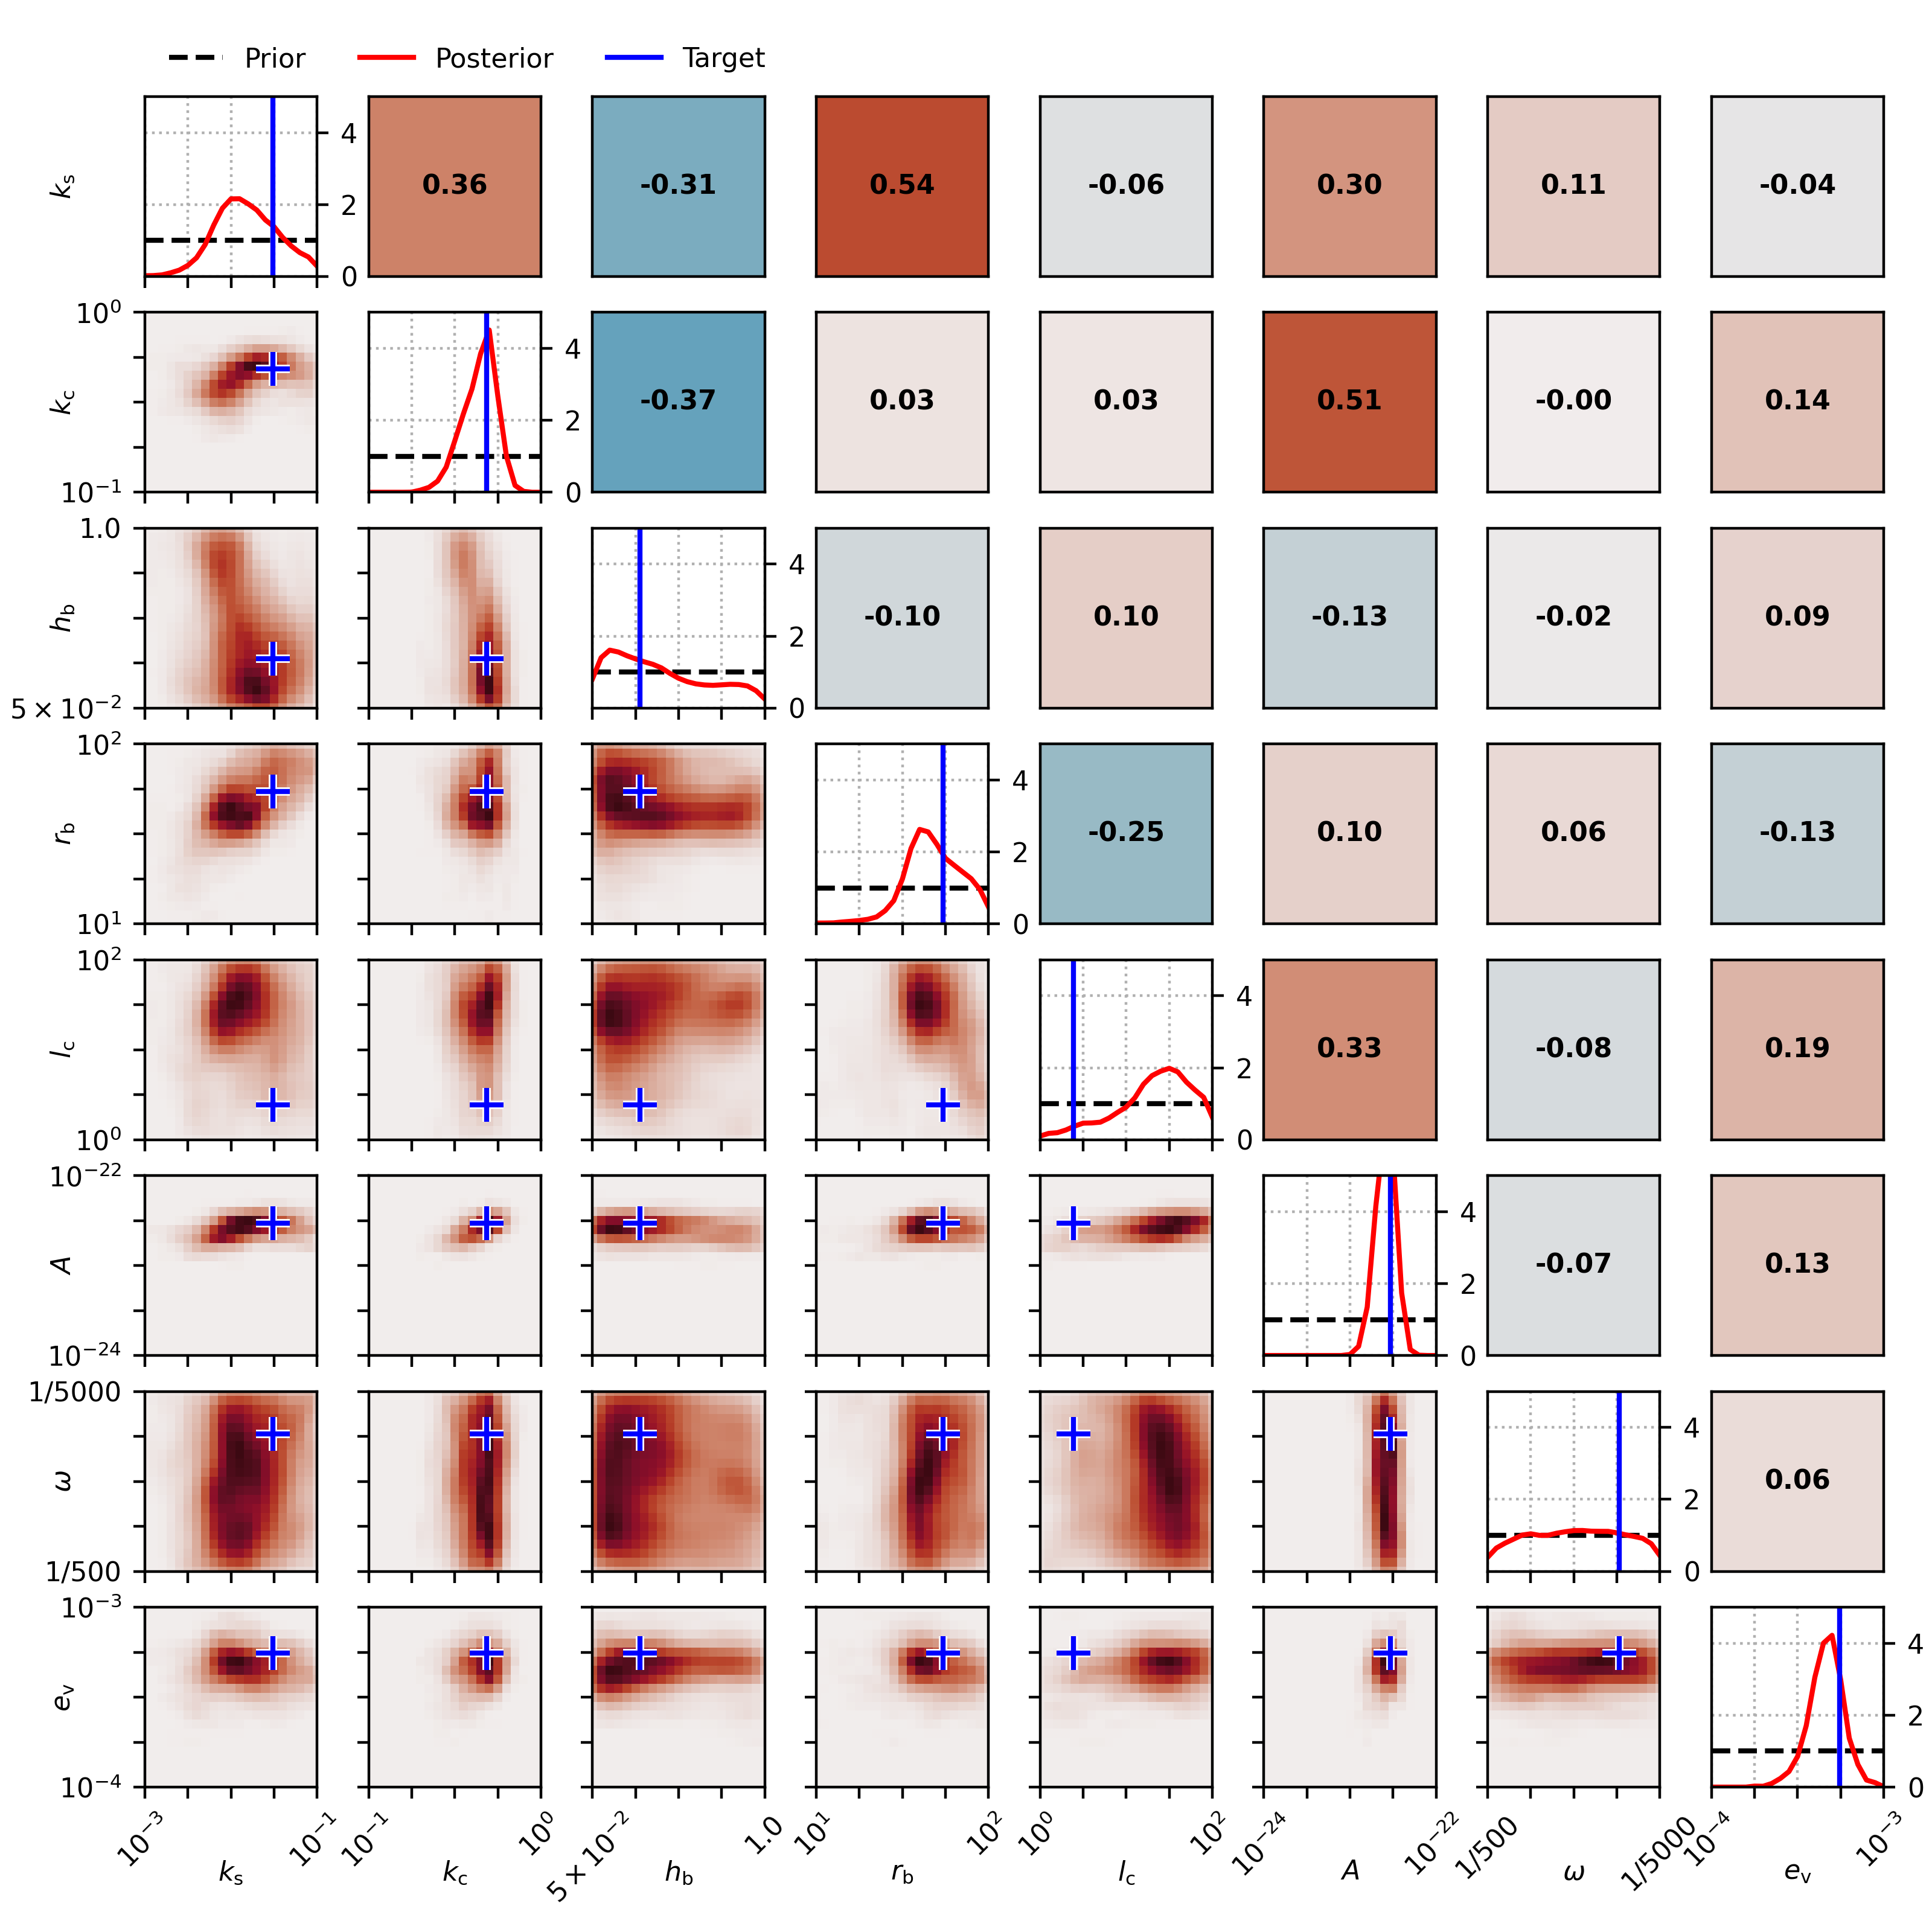 Prior Posterior Target
k_s 4 2 0 0.36 -0.31 0.54 -0.06 0.30 0.11 -0.04
10^0 k_c 10^-1 4 2 0 -0.37 0.03 0.03 0.51 -0.00 0.14
1.0 h_b 5×10^-2 4 2 0 -0.10 0.10 -0.13 -0.02 0.09
10^2 r_b 10^1 4 2 0 -0.25 0.10 0.06 -0.13
10^2 l_c 10^0 4 2 0 0.33 -0.08 0.19
10^-22 A 10^-24 4 2 0 -0.07 0.13
1/5000 ω 1/500 4 2 0 0.06
10^-3 e_v 10^-4 4 2 0
10^-3 10^-1 10^-1 10^0 5×10^-2 1.0 10^1 10^2 10^0 10^2 10^-24 10^-22 1/500 1/5000 10^-4 10^-3
k_s k_c h_b r_b l_c A ω e_v